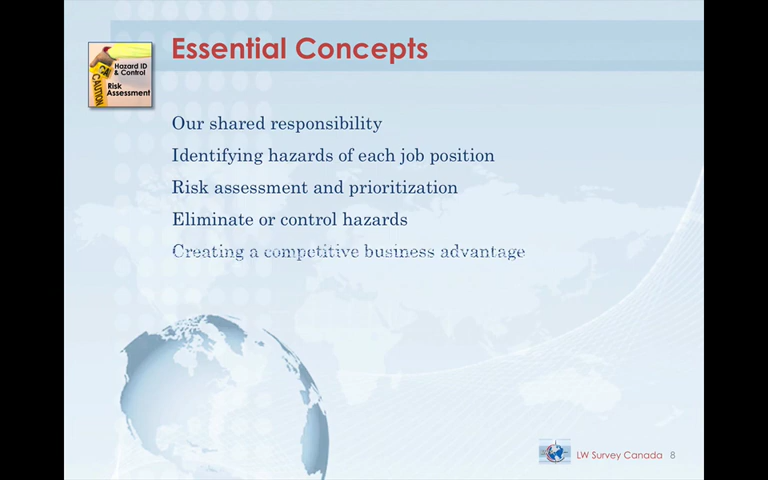 Essential Concepts
Hazard ID
& Control
Risk
Assessment
CAUTION
Our shared responsibility
Identifying hazards of each job position
Risk assessment and prioritization
Eliminate or control hazards
Creating a competitive business advantage
LW Survey Canada 8